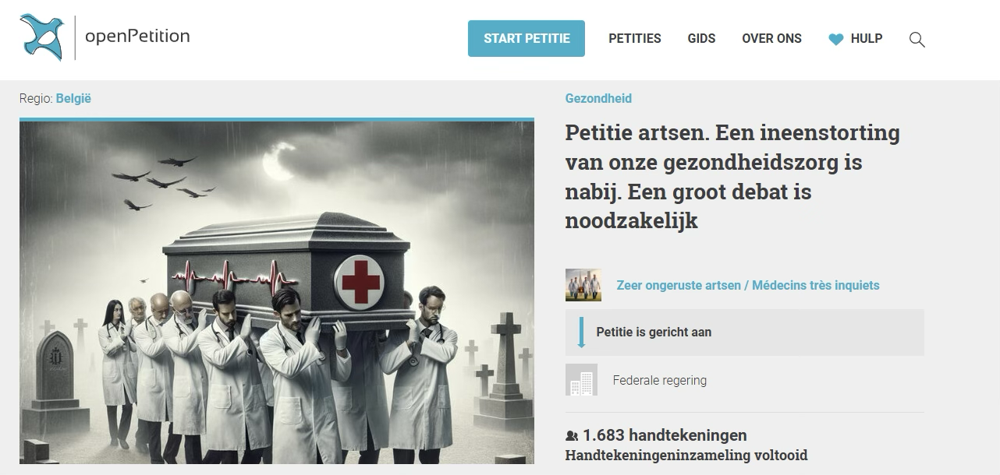 openPetition
START PETITIE
PETITIES
GIDS
OVER ONS
HULP
Regio: België
Gezondheid
Petitie artsen. Een ineenstorting
van onze gezondheidszorg is
nabij. Een groot debat is
noodzakelijk
Zeer ongeruste artsen / Médecins très inquiets
Petitie is gericht aan
Federale regering
1.683 handtekeningen
Handtekeningeninzameling voltooid